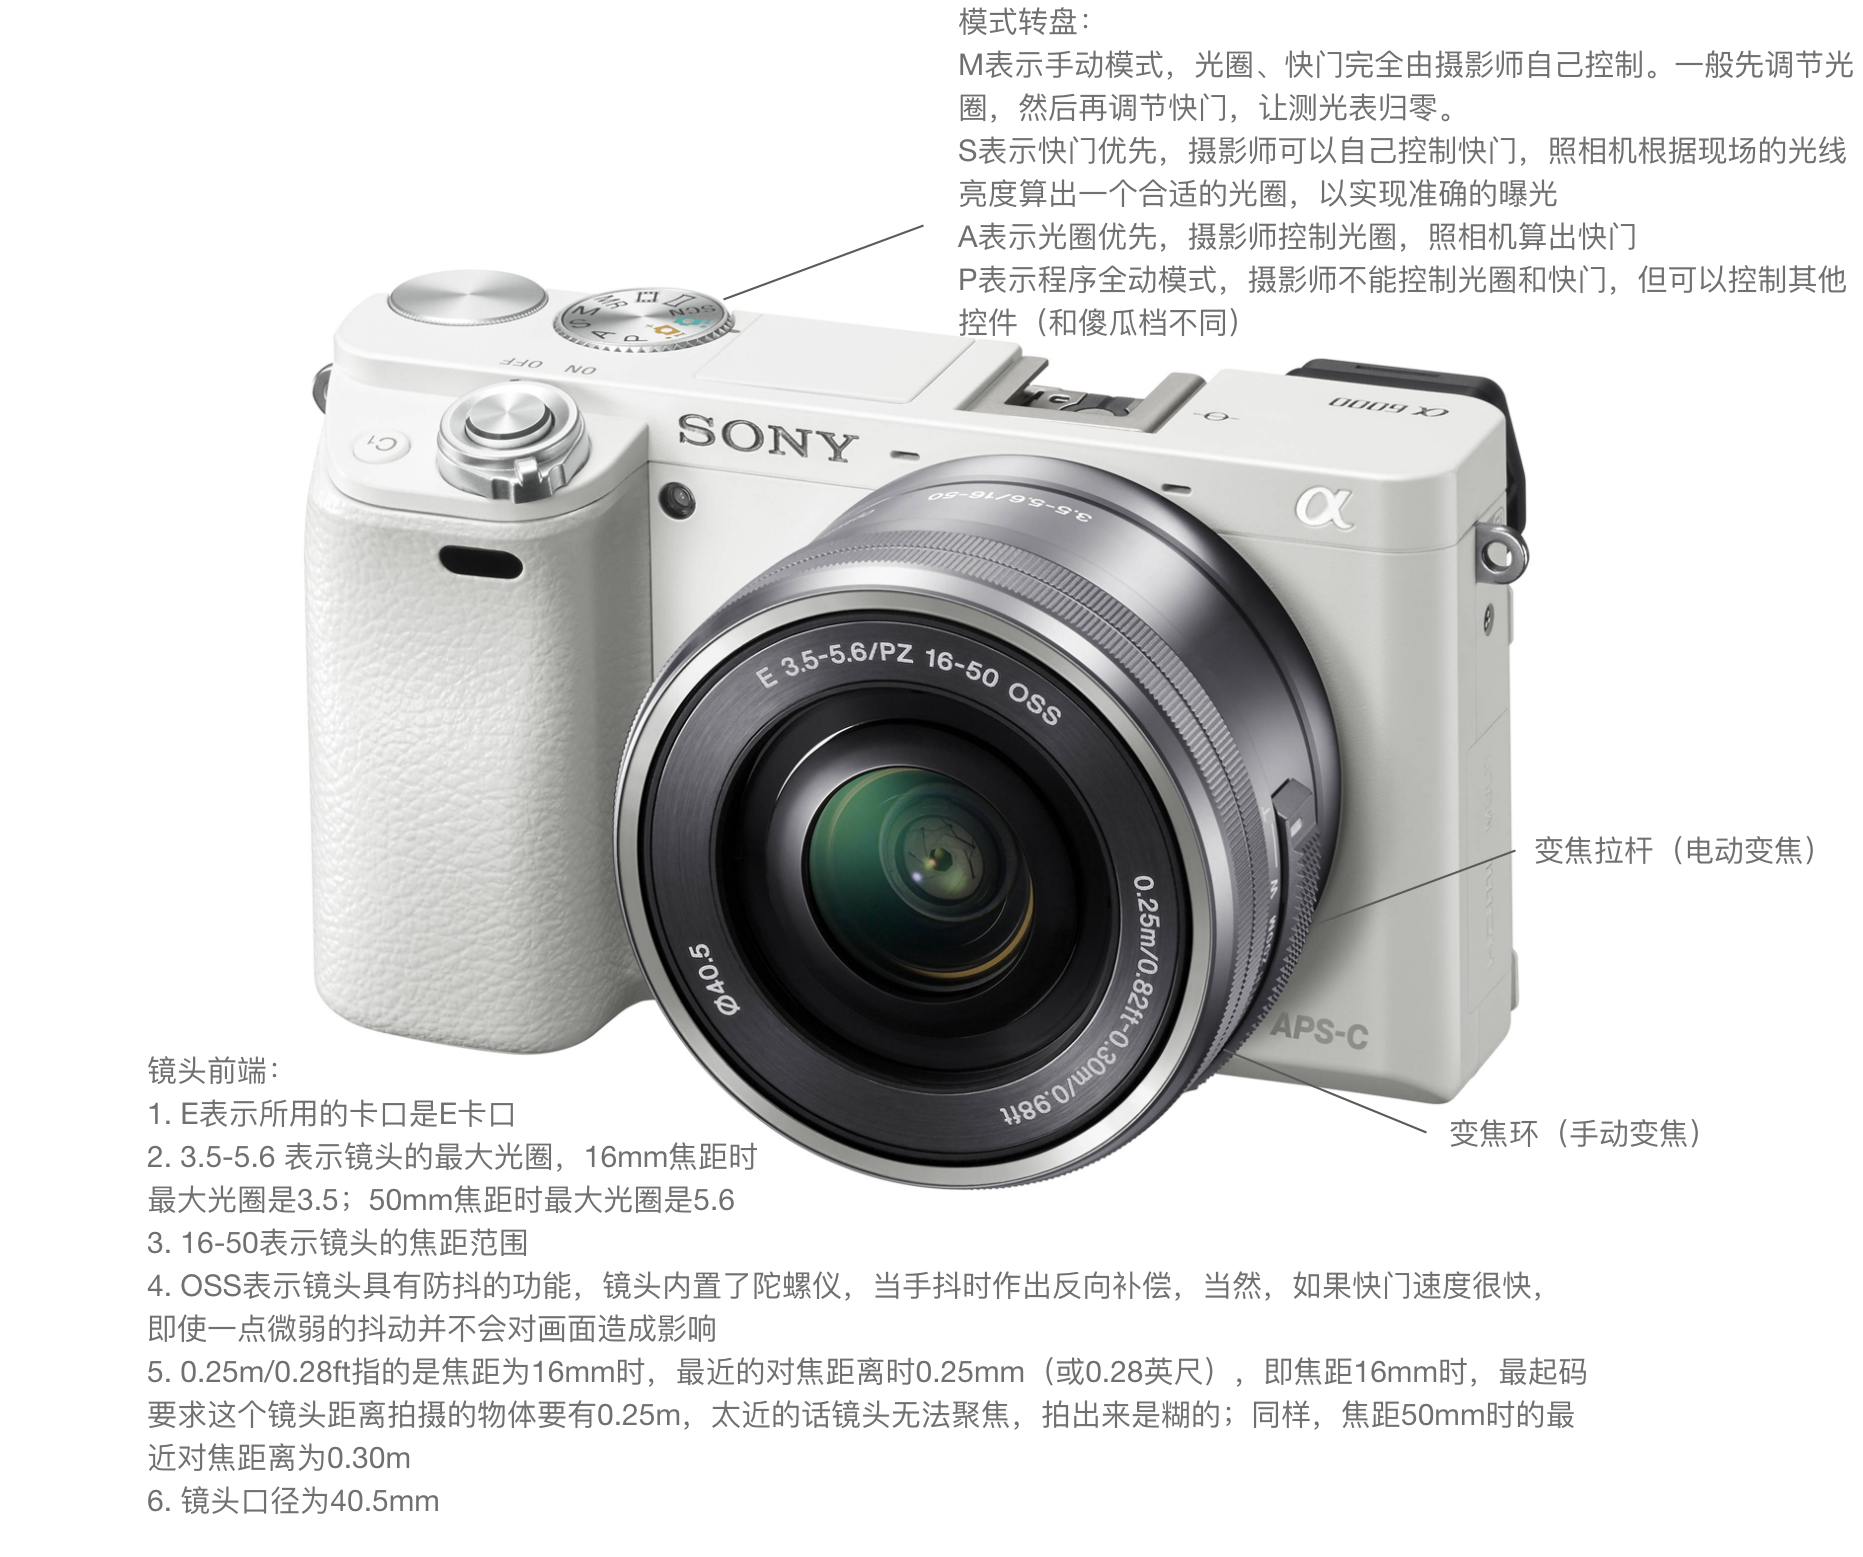 模式转盘：
M表示手动模式，光圈、快门完全由摄影师自己控制。一般先调节光
圈，然后再调节快门，让测光表归零。
S表示快门优先，摄影师可以自己控制快门，照相机根据现场的光线
亮度算出一个合适的光圈，以实现准确的曝光
A表示光圈优先，摄影师控制光圈，照相机算出快门
P表示程序全动模式，摄影师不能控制光圈和快门，但可以控制其他
控件（和傻瓜档不同）
MR
M
S
A
P
SCN
OFF
ON
C1
SONY
α6000
α
3.5-5.6/16-50
E 3.5-5.6/PZ 16-50 OSS
0.25m/0.82ft-0.30m/0.98ft
Ø40.5
T
W
ZOOM
APS-C
变焦拉杆（电动变焦）
变焦环（手动变焦）
镜头前端：
1. E表示所用的卡口是E卡口
2. 3.5-5.6 表示镜头的最大光圈，16mm焦距时
最大光圈是3.5；50mm焦距时最大光圈是5.6
3. 16-50表示镜头的焦距范围
4. OSS表示镜头具有防抖的功能，镜头内置了陀螺仪，当手抖时作出反向补偿，当然，如果快门速度很快，
即使一点微弱的抖动并不会对画面造成影响
5. 0.25m/0.28ft指的是焦距为16mm时，最近的对焦距离时0.25mm（或0.28英尺），即焦距16mm时，最起码
要求这个镜头距离拍摄的物体要有0.25m，太近的话镜头无法聚焦，拍出来是糊的；同样，焦距50mm时的最
近对焦距离为0.30m
6. 镜头口径为40.5mm